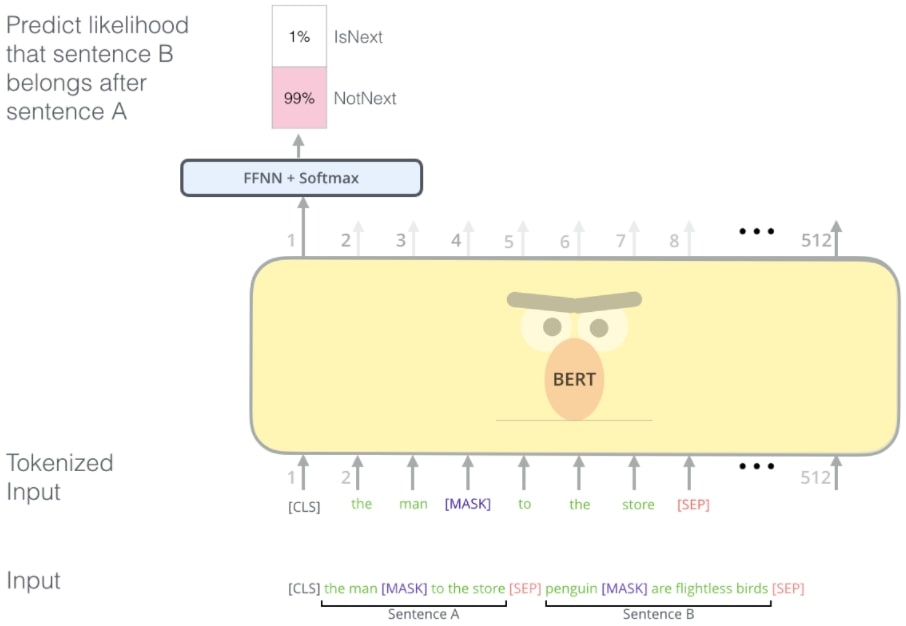 Predict likelihood
that sentence B
belongs after
sentence A
1% IsNext
99% NotNext
FFNN + Softmax
1 2 3 4 5 6 7 8 ••• 512
BERT
Tokenized
Input
1 2 ••• 512
[CLS] the man [MASK] to the store [SEP]
Input
[CLS] the man [MASK] to the store [SEP] penguin [MASK] are flightless birds [SEP]
Sentence A Sentence B